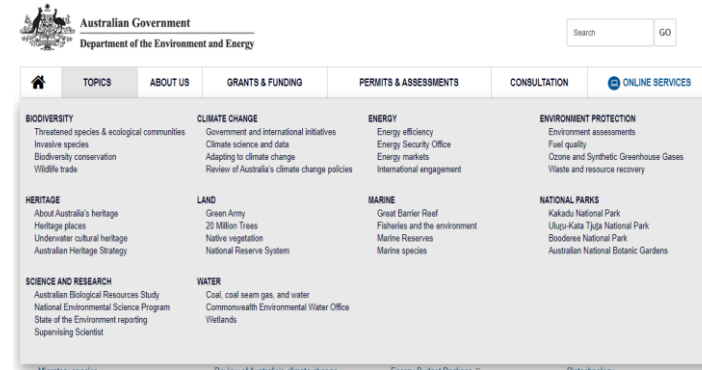 Australian Government
Department of the Environment and Energy
Search GO
TOPICS ABOUT US GRANTS & FUNDING PERMITS & ASSESSMENTS CONSULTATION ONLINE SERVICES
BIODIVERSITY
Threatened species & ecological communities
Invasive species
Biodiversity conservation
Wildlife trade
CLIMATE CHANGE
Government and international initiatives
Climate science and data
Adapting to climate change
Review of Australia's climate change policies
ENERGY
Energy efficiency
Energy Security Office
Energy markets
International engagement
ENVIRONMENT PROTECTION
Environment assessments
Fuel quality
Ozone and Synthetic Greenhouse Gases
Waste and resource recovery
HERITAGE
About Australia's heritage
Heritage places
Underwater cultural heritage
Australian Heritage Strategy
LAND
Green Army
20 Million Trees
Native vegetation
National Reserve System
MARINE
Great Barrier Reef
Fisheries and the environment
Marine Reserves
Marine species
NATIONAL PARKS
Kakadu National Park
Uluṟu-Kata Tjuṯa National Park
Booderee National Park
Australian National Botanic Gardens
SCIENCE AND RESEARCH
Australian Biological Resources Study
National Environmental Science Program
State of the Environment reporting
Supervising Scientist
WATER
Coal, coal seam gas, and water
Commonwealth Environmental Water Office
Wetlands